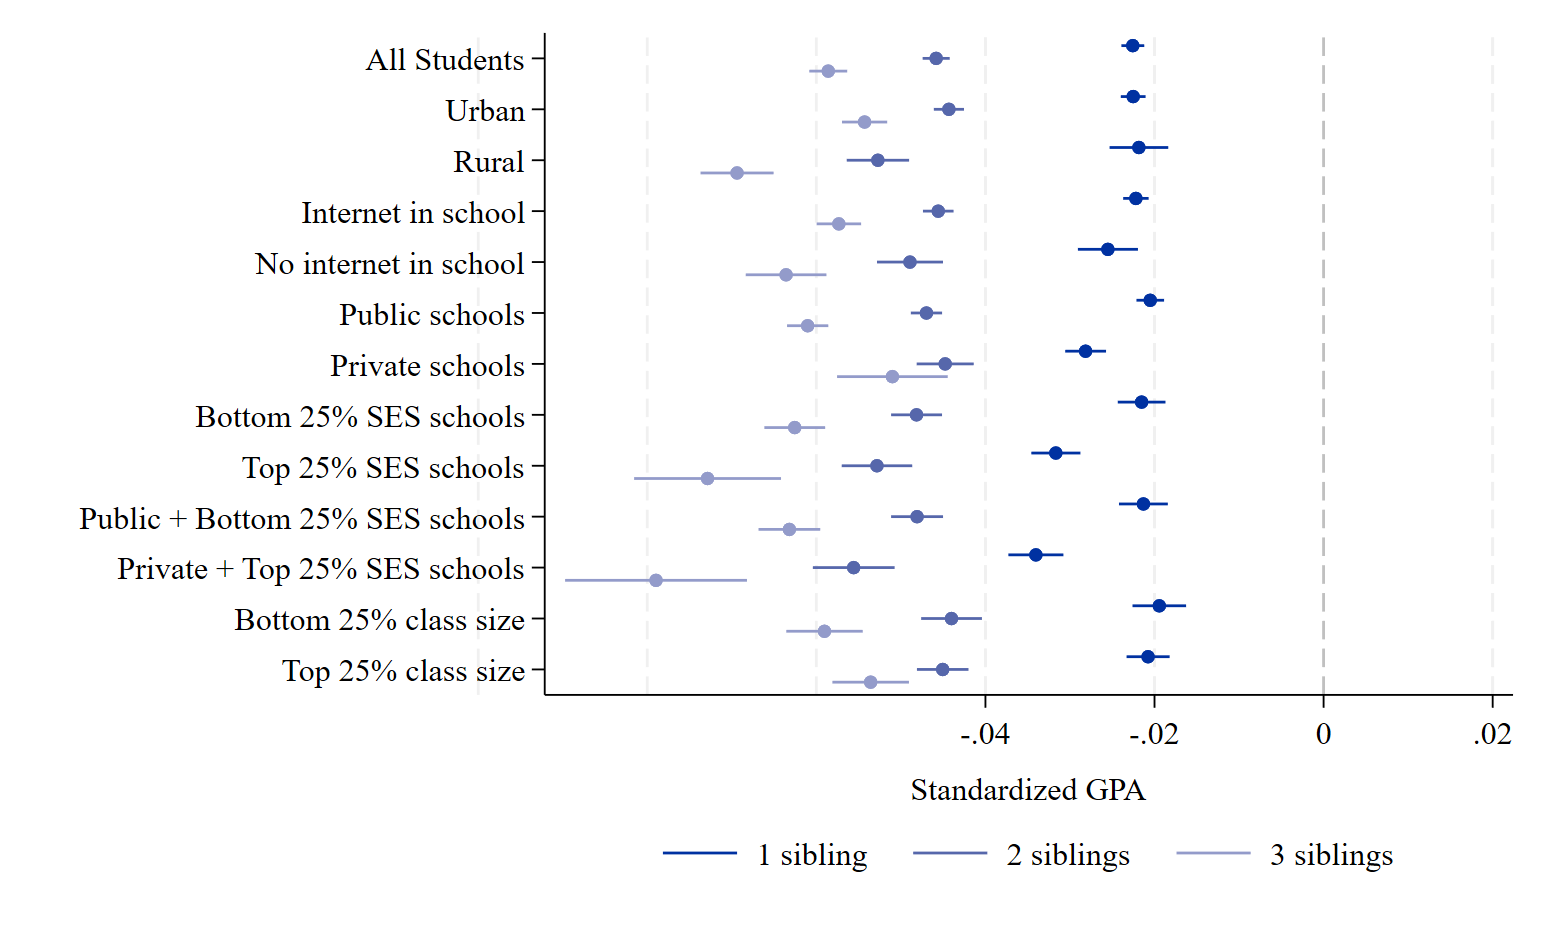 All Students
Urban
Rural
Internet in school
No internet in school
Public schools
Private schools
Bottom 25% SES schools
Top 25% SES schools
Public + Bottom 25% SES schools
Private + Top 25% SES schools
Bottom 25% class size
Top 25% class size
-.04 -.02 0 .02
Standardized GPA
1 sibling 2 siblings 3 siblings